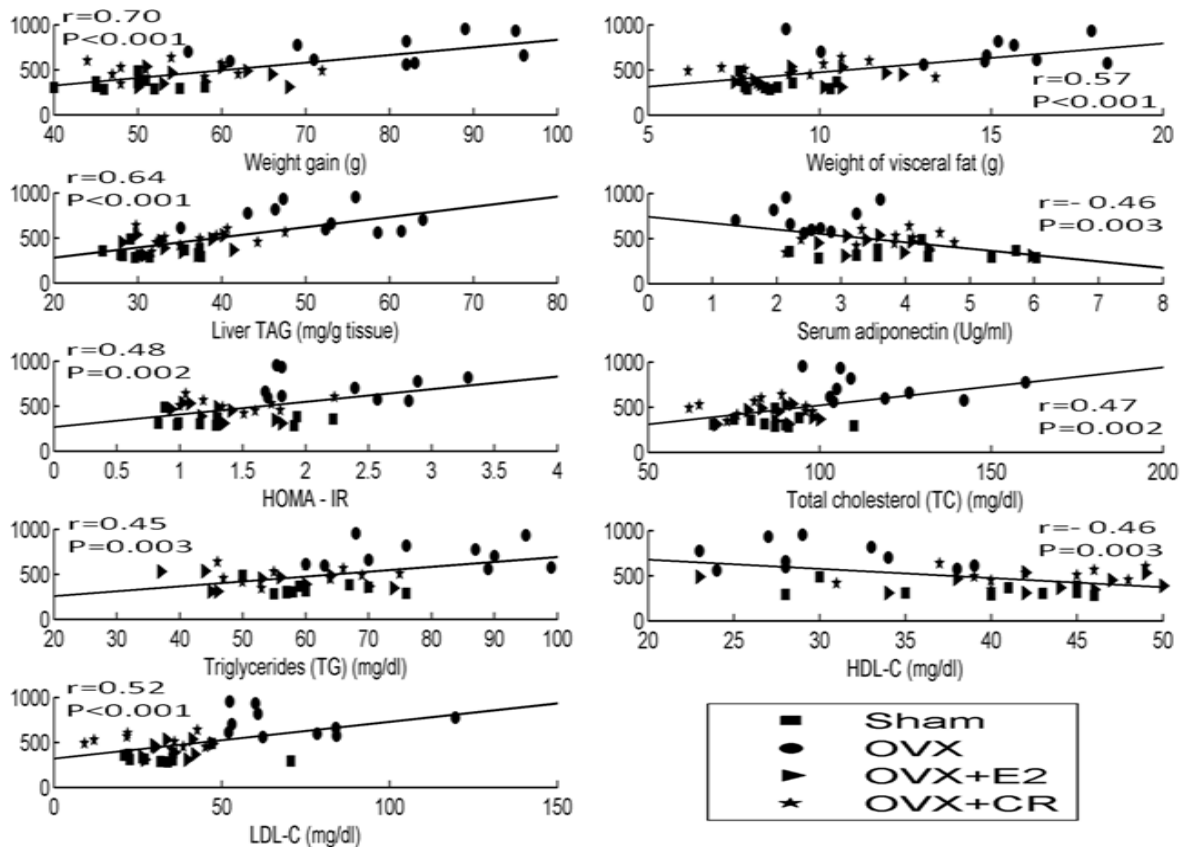 r=0.70
P<0.001
1000
500
0
40 50 60 70 80 90 100
Weight gain (g)
1000
500
0
r=0.57
P<0.001
5 10 15 20
Weight of visceral fat (g)
r=0.64
P<0.001
1000
500
0
20 30 40 50 60 70 80
Liver TAG (mg/g tissue)
1000
500
0
r=- 0.46
P=0.003
0 1 2 3 4 5 6 7 8
Serum adiponectin (Ug/ml)
r=0.48
P=0.002
1000
500
0
0 0.5 1 1.5 2 2.5 3 3.5 4
HOMA - IR
1000
500
0
r=0.47
P=0.002
50 100 150 200
Total cholesterol (TC) (mg/dl)
r=0.45
P=0.003
1000
500
0
20 30 40 50 60 70 80 90 100
Triglycerides (TG) (mg/dl)
1000
500
0
r=- 0.46
P=0.003
20 25 30 35 40 45 50
HDL-C (mg/dl)
r=0.52
P<0.001
1000
500
0
0 50 100 150
LDL-C (mg/dl)
Sham
OVX
OVX+E2
OVX+CR